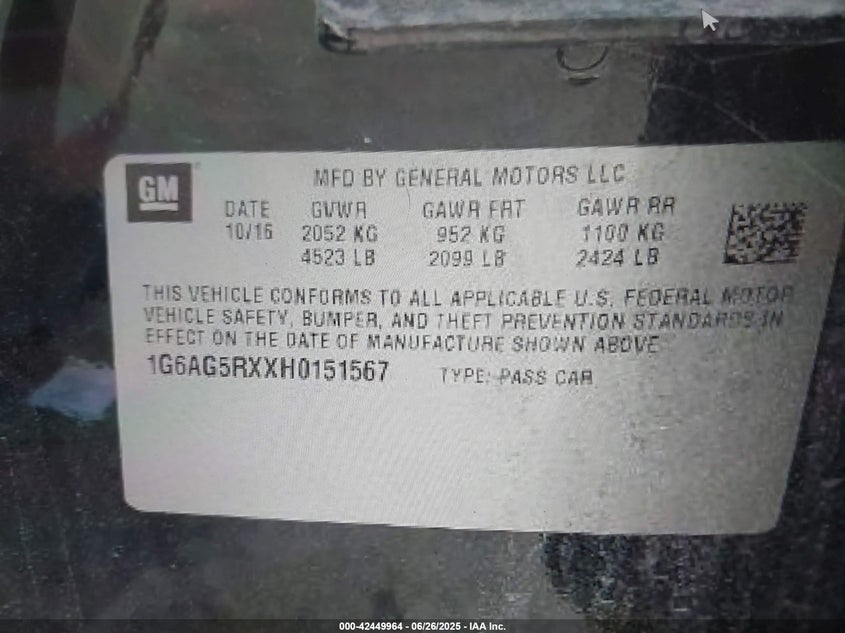 GM
MFD BY GENERAL MOTORS LLC
DATE GVWR GAWR FRT GAWR RR
10/16 2052 KG 952 KG 1100 KG
4523 LB 2099 LB 2424 LB
THIS VEHICLE CONFORMS TO ALL APPLICABLE U.S. FEDERAL MOTOR
VEHICLE SAFETY, BUMPER, AND THEFT PREVENTION STANDARDS IN
EFFECT ON THE DATE OF MANUFACTURE SHOWN ABOVE
1G6AG5RXXH0151567 TYPE: PASS CAR
000-42449964 - 06/26/2025 - IAA Inc.